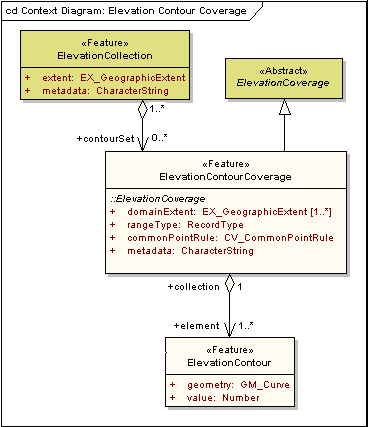 cd Context Diagram: Elevation Contour Coverage
«Feature»
ElevationCollection
+ extent: EX_GeographicExtent
+ metadata: CharacterString
«Abstract»
ElevationCoverage
1..*
+contourSet 0..*
«Feature»
ElevationContourCoverage
::ElevationCoverage
+ domainExtent: EX_GeographicExtent [1..*]
+ rangeType: RecordType
+ commonPointRule: CV_CommonPointRule
+ metadata: CharacterString
+collection 1
+element 1..*
«Feature»
ElevationContour
+ geometry: GM_Curve
+ value: Number